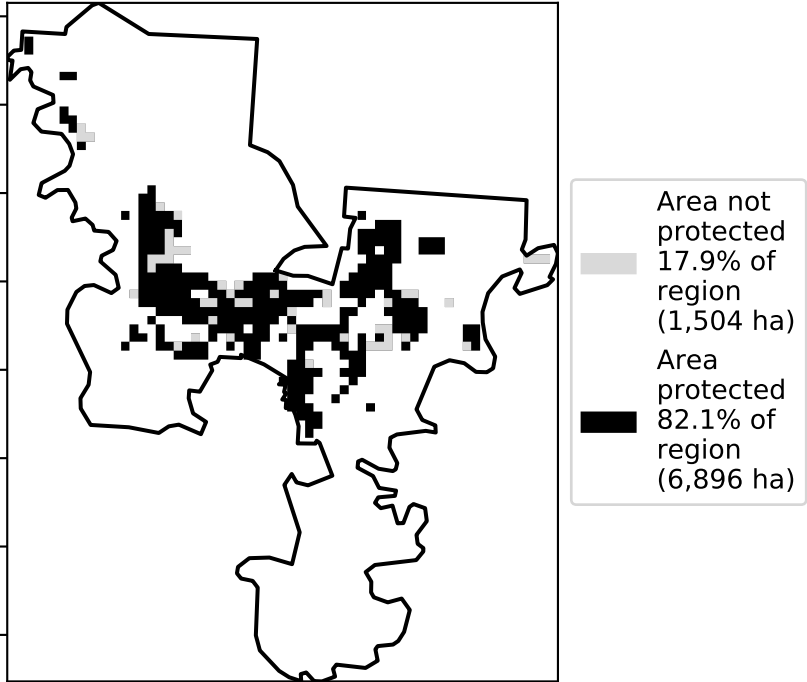 Area not
protected
17.9% of
region
(1,504 ha)
Area
protected
82.1% of
region
(6,896 ha)